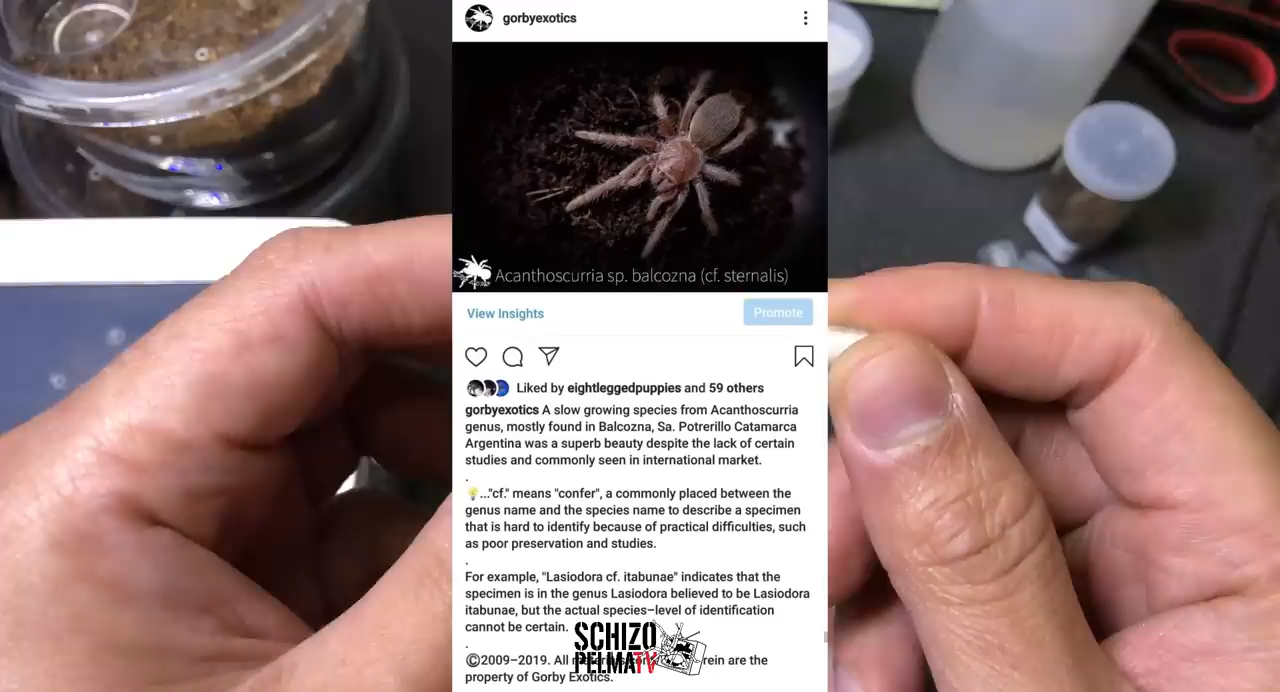 gorbyexotics
Acanthoscurria sp. balcozna (cf. sternalis)
View Insights
Promote
Liked by eightleggedpuppies and 59 others
gorbyexotics A slow growing species from Acanthoscurria
genus, mostly found in Balcozna, Sa. Potrerillo Catamarca
Argentina was a superb beauty despite the lack of certain
studies and commonly seen in international market.
.
💡..."cf." means "confer", a commonly placed between the
genus name and the species name to describe a specimen
that is hard to identify because of practical difficulties, such
as poor preservation and studies.
.
For example, "Lasiodora cf. itabunae" indicates that the
specimen is in the genus Lasiodora believed to be Lasiodora
itabunae, but the actual species–level of identification
cannot be certain.
.
SCHIZO
PELMATV
©2009–2019. All are the
property of Gorby Exotics.